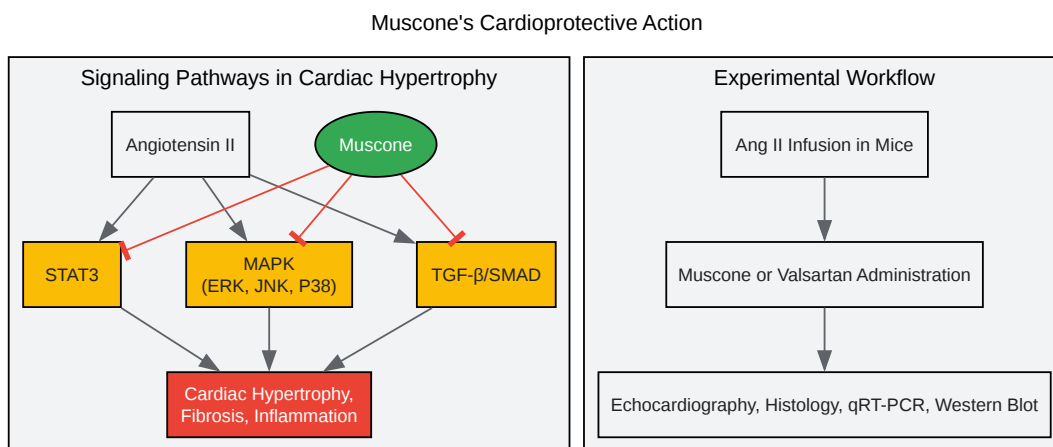 Muscone's Cardioprotective Action
Signaling Pathways in Cardiac Hypertrophy
Angiotensin II
Muscone
STAT3
MAPK
(ERK, JNK, P38)
TGF-β/SMAD
Cardiac Hypertrophy,
Fibrosis, Inflammation
Experimental Workflow
Ang II Infusion in Mice
Muscone or Valsartan Administration
Echocardiography, Histology, qRT-PCR, Western Blot